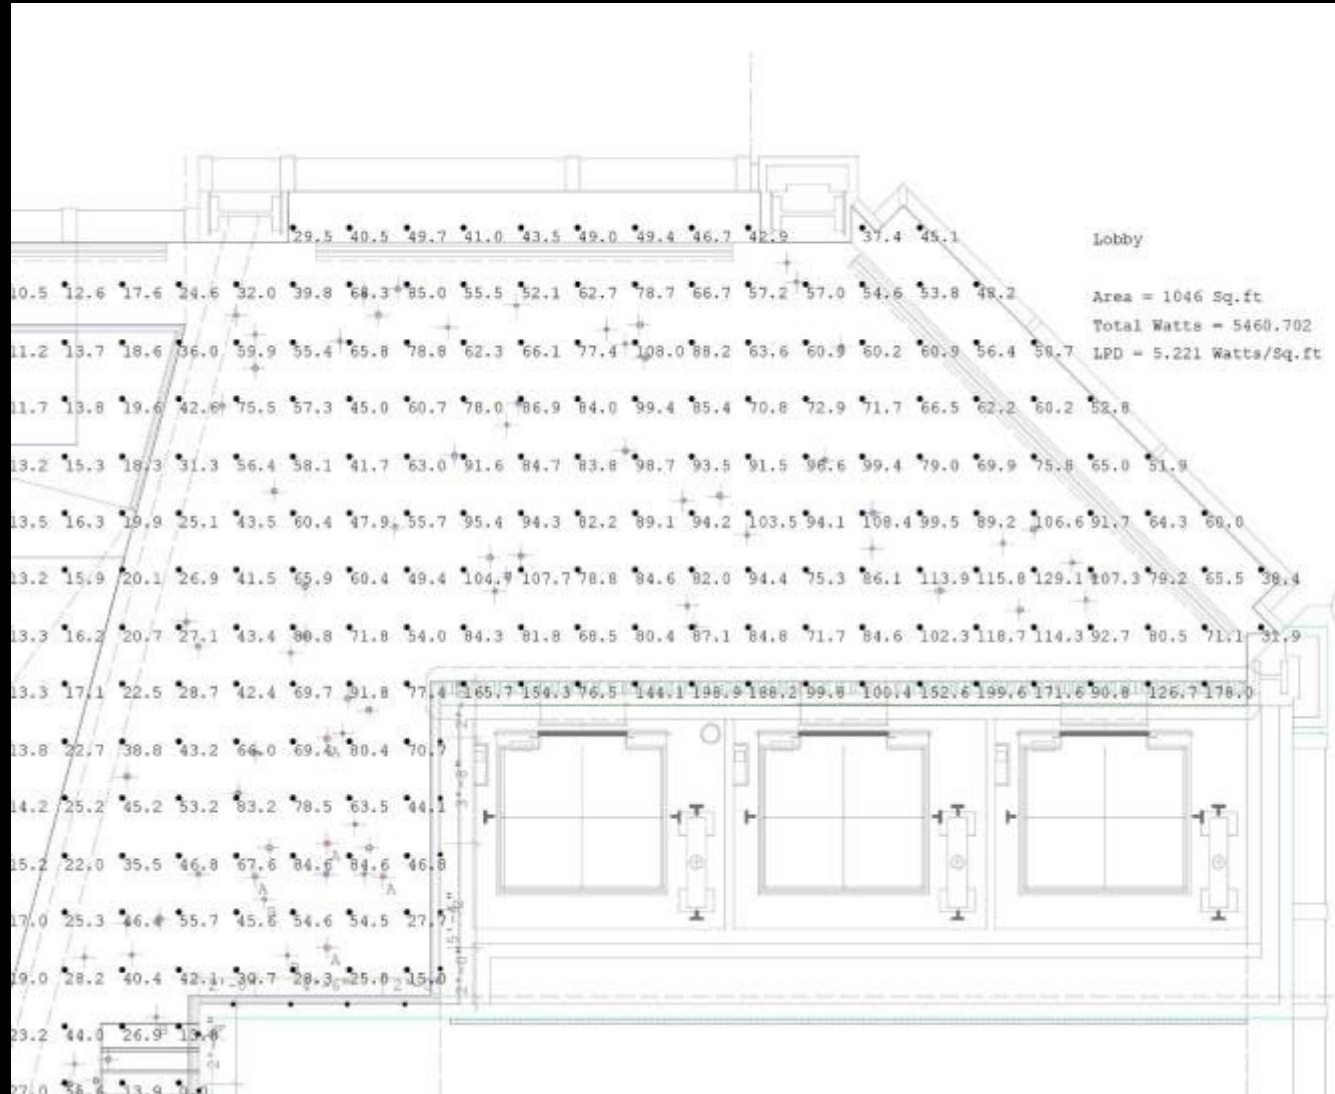 29.5 40.5 49.7 41.0 43.5 49.0 49.4 46.7 42.9 37.4 45.1
Lobby
10.5 12.6 17.6 24.6 32.0 39.8 68.3 85.0 55.5 52.1 62.7 78.7 66.7 57.2 57.0 54.6 53.8 48.2
Area = 1046 Sq.ft
Total Watts = 5460.702
11.2 13.7 18.6 36.0 59.9 55.4 65.8 78.8 62.3 66.1 77.4 108.0 88.2 63.6 60.9 60.2 60.9 56.4 50.7
LPD = 5.221 Watts/Sq.ft
11.7 13.8 19.6 42.6 75.5 57.3 45.0 60.7 78.0 86.9 84.0 99.4 85.4 70.8 72.9 71.7 66.5 62.2 60.2 52.8
13.2 15.3 18.3 31.3 56.4 58.1 41.7 63.0 91.6 84.7 83.8 98.7 93.5 91.5 96.6 99.4 79.0 69.9 75.8 65.0 51.9
13.5 16.3 19.9 25.1 43.5 60.4 47.9 55.7 95.4 94.3 82.2 89.1 94.2 103.5 94.1 108.4 99.5 89.2 106.6 91.7 64.3 60.0
13.2 15.9 20.1 26.9 41.5 65.9 60.4 49.4 104.7 107.7 78.8 84.6 82.0 94.4 75.3 86.1 113.9 115.8 129.1 107.3 79.2 65.5 38.4
13.3 16.2 20.7 27.1 43.4 80.8 71.8 54.0 84.3 81.8 68.5 80.4 87.1 84.8 71.7 84.6 102.3 118.7 114.3 92.7 80.5 71.1 31.9
13.3 17.1 22.5 28.7 42.4 69.7 91.8 77.4 165.7 154.3 76.5 144.1 198.9 188.2 99.8 100.4 152.6 199.6 171.6 90.8 126.7 178.0
13.8 22.7 38.8 43.2 66.0 69.4 80.4 70.7
A
14.2 25.2 45.2 53.2 83.2 78.5 63.5 44.1
3'-8"
15.2 22.0 35.5 46.8 67.6 84.6 84.6 46.8
A
A A
17.0 25.3 46.4 55.7 45.6 54.6 54.5 27.7
5'-4"
A
19.0 28.2 40.4 42.1 30.7 28.3 25.8 15.0
2'-0"
23.2 44.0 26.9 13.8
27.0 56.6 13.9